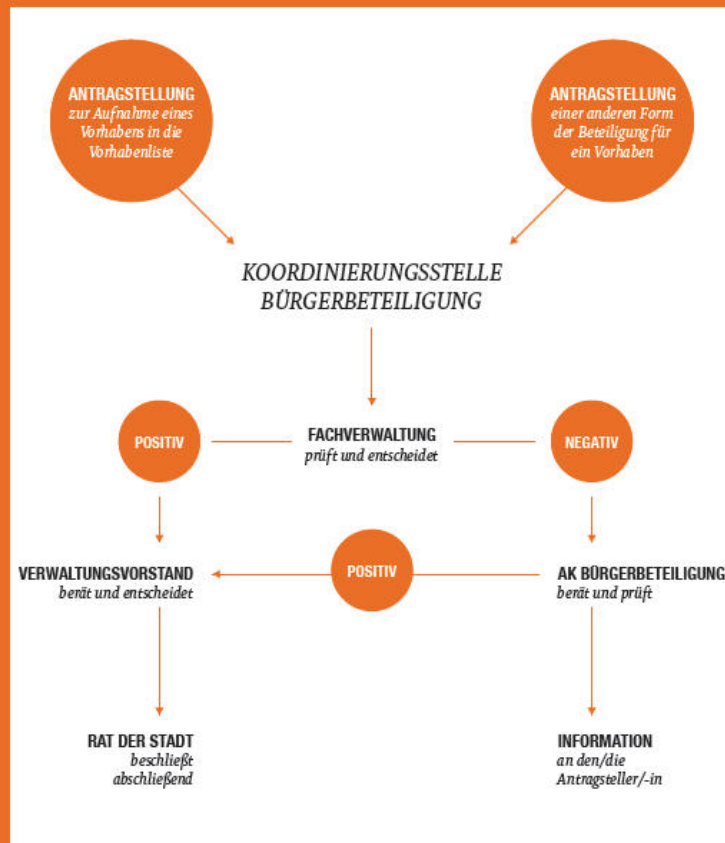 ANTRAGSTELLUNG
zur Aufnahme eines
Vorhabens in die
Vorhabenliste
ANTRAGSTELLUNG
einer anderen Form
der Beteiligung für
ein Vorhaben
KOORDINIERUNGSSTELLE
BÜRGERBETEILIGUNG
POSITIV
FACHVERWALTUNG
prüft und entscheidet
NEGATIV
VERWALTUNGSVORSTAND
berät und entscheidet
POSITIV
AK BÜRGERBETEILIGUNG
berät und prüft
RAT DER STADT
beschließt
abschließend
INFORMATION
an den/die
Antragsteller/-in